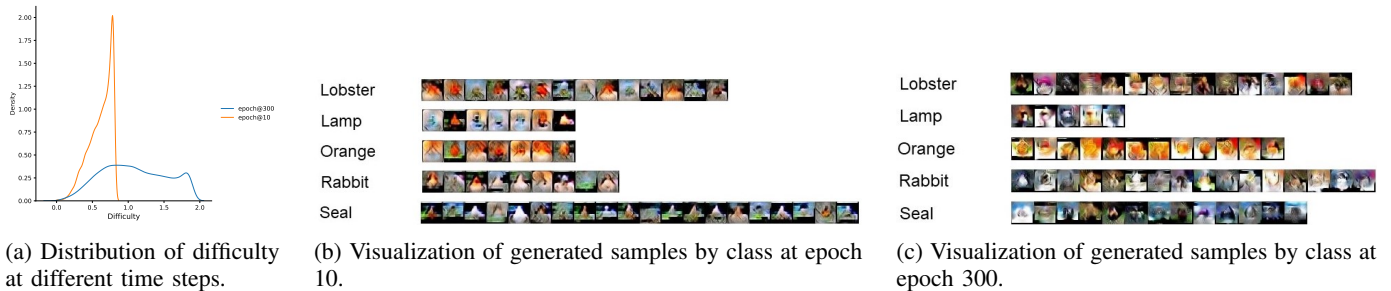 2.00
1.75
1.50
1.25
1.00
0.75
0.50
0.25
0.00
Density
0.0 0.5 1.0 1.5 2.0
Difficulty
epoch@300
epoch@10
(a) Distribution of difficulty
at different time steps.
Lobster
Lamp
Orange
Rabbit
Seal
(b) Visualization of generated samples by class at epoch
10.
Lobster
Lamp
Orange
Rabbit
Seal
(c) Visualization of generated samples by class at
epoch 300.